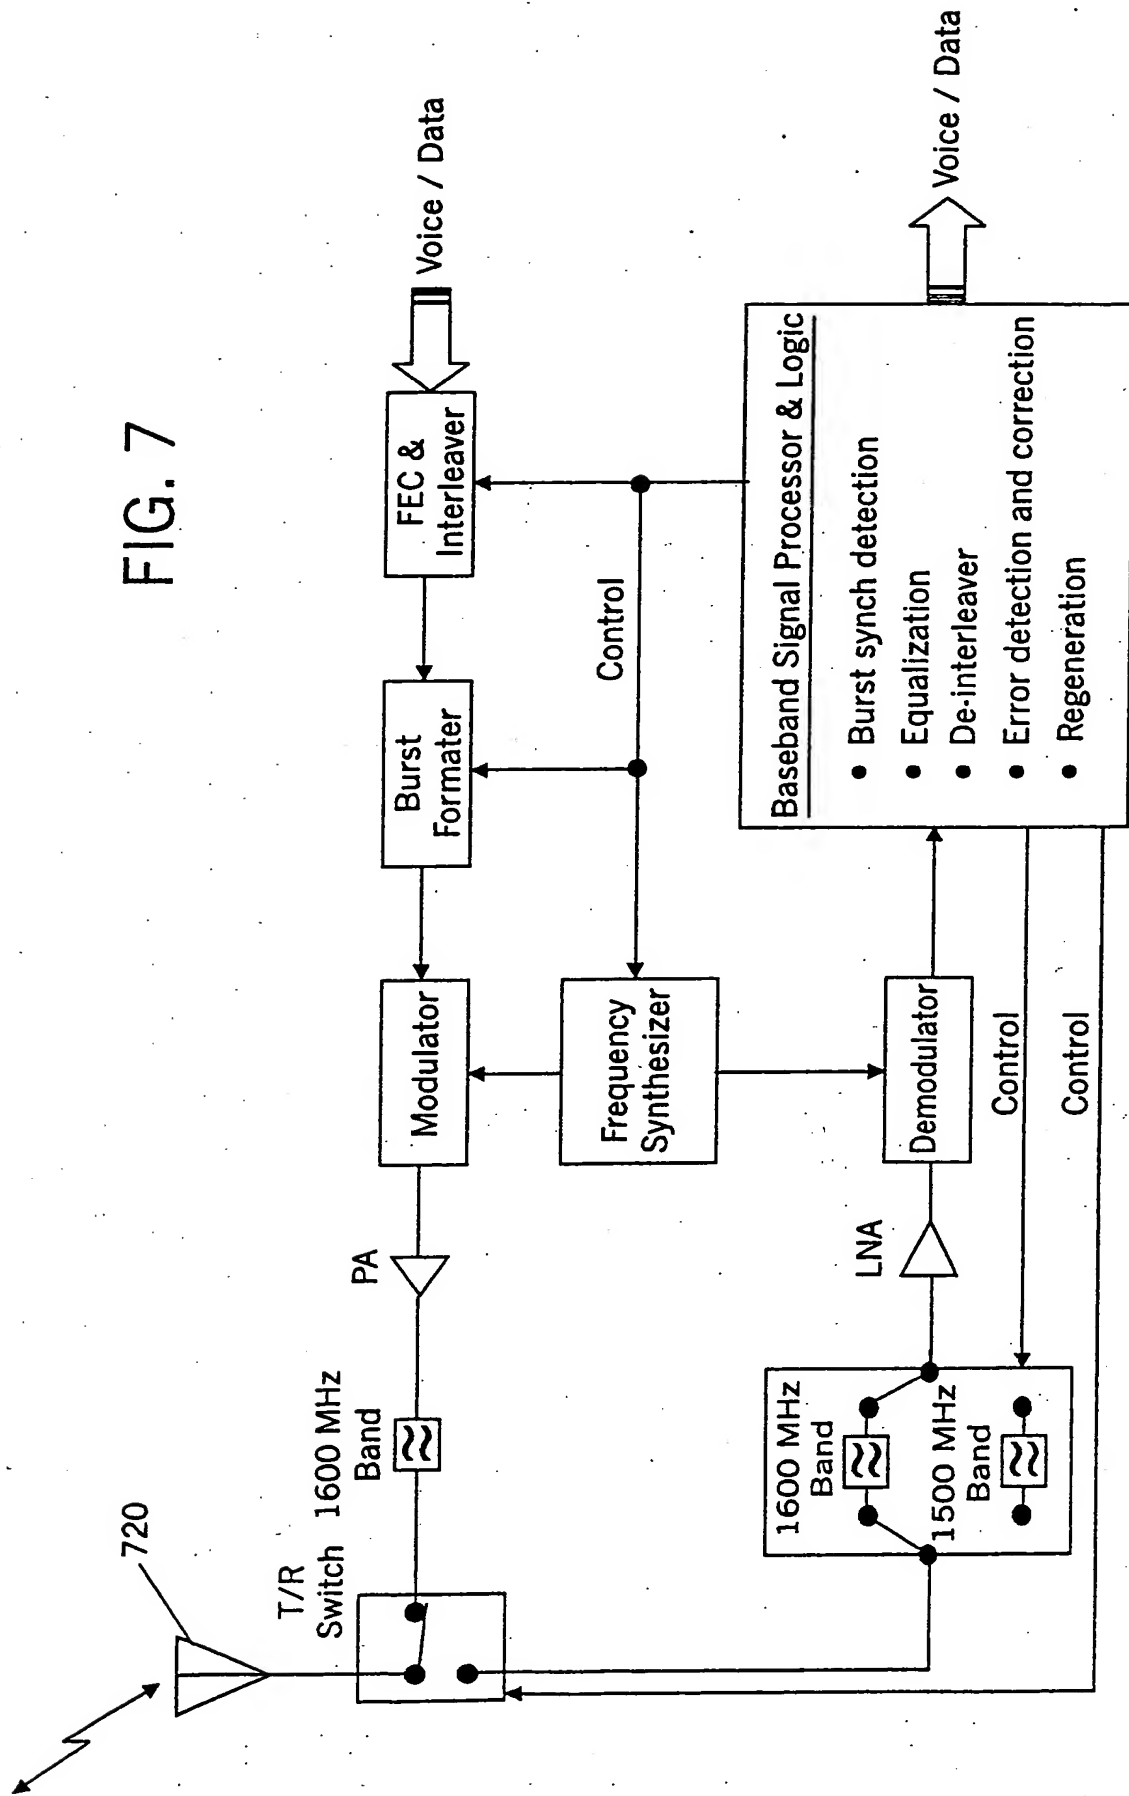 FIG. 7
720
T/R
Switch
1600 MHz
Band
PA
Modulator
Burst
Formater
FEC &
Interleaver
Voice / Data
Frequency
Synthesizer
Control
1600 MHz
Band
1500 MHz
Band
LNA
Demodulator
Control
Control
Baseband Signal Processor & Logic
• Burst synch detection
• Equalization
• De-interleaver
• Error detection and correction
• Regeneration
Voice / Data